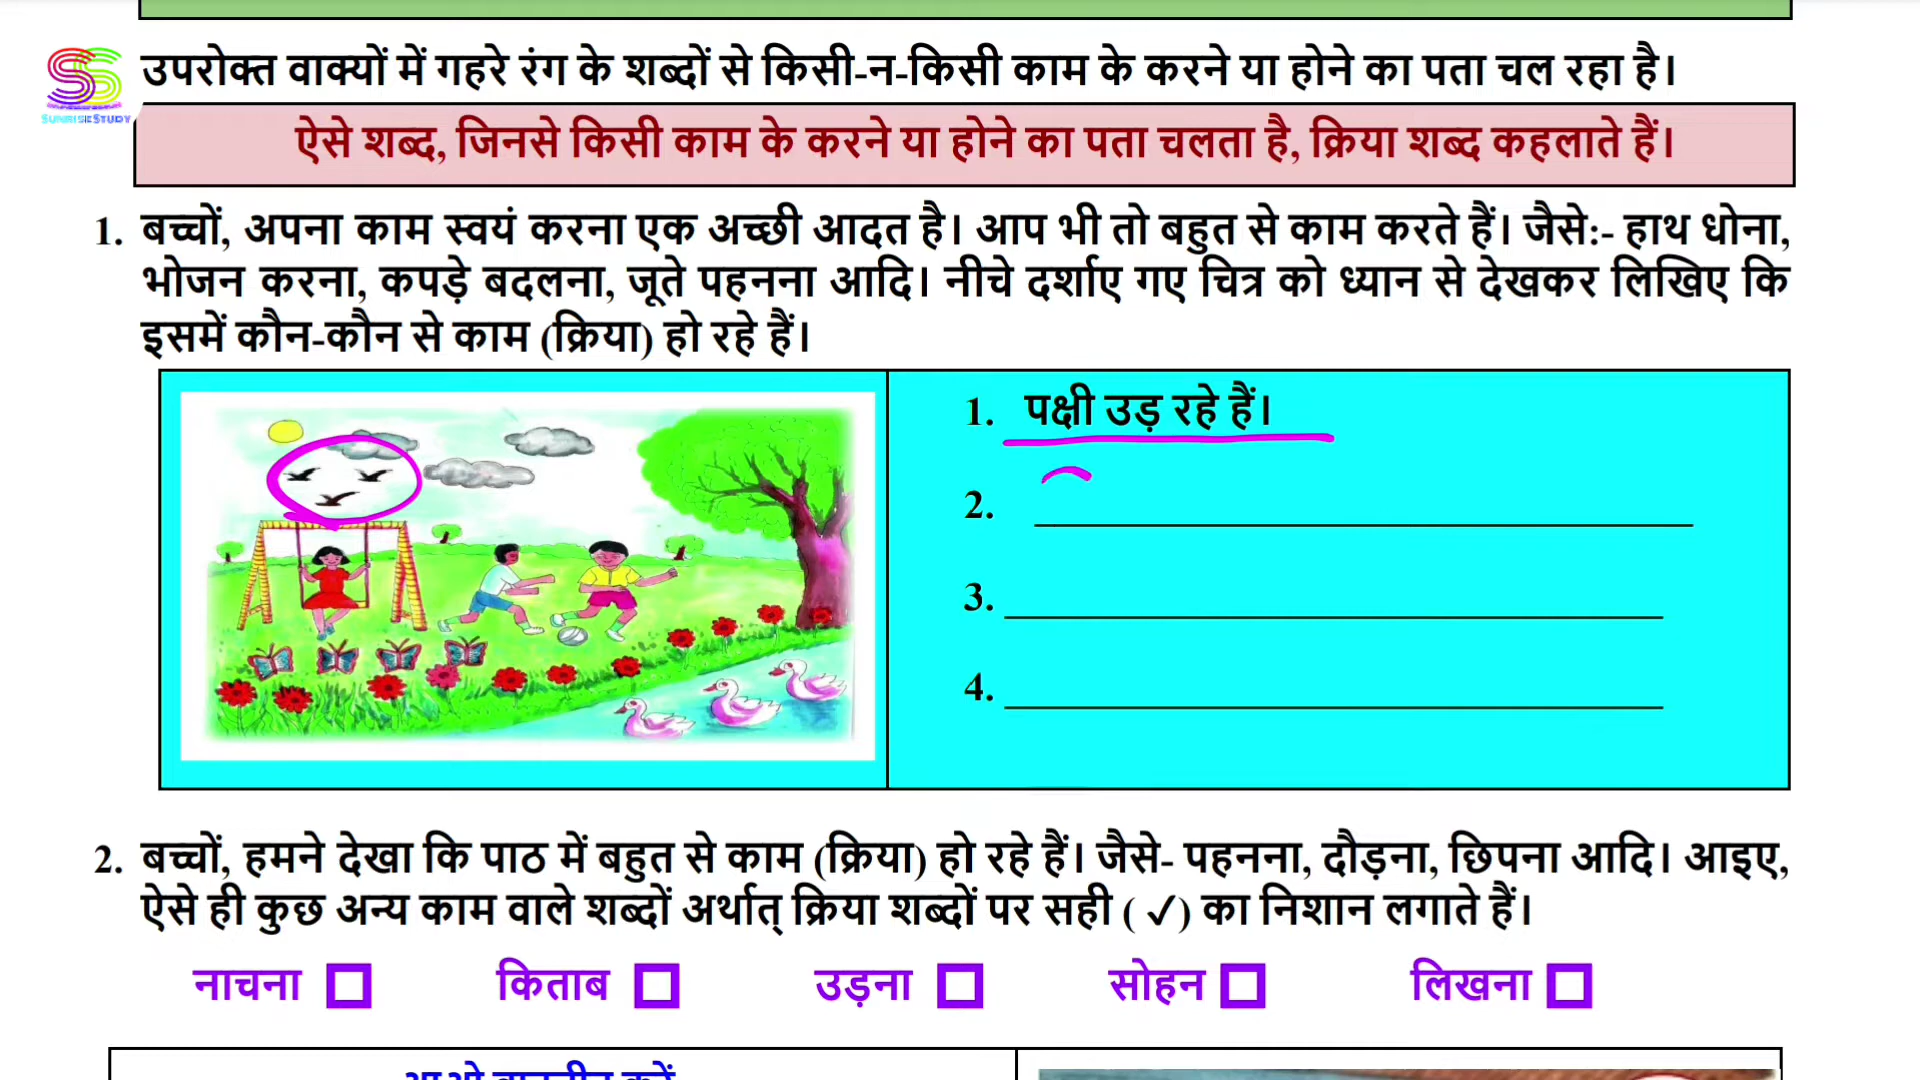 उपरोक्त वाक्यों में गहरे रंग के शब्दों से किसी-न-किसी काम के करने या होने का पता चल रहा है।
SUNRISESTUDY
ऐसे शब्द, जिनसे किसी काम के करने या होने का पता चलता है, क्रिया शब्द कहलाते हैं।
1. बच्चों, अपना काम स्वयं करना एक अच्छी आदत है। आप भी तो बहुत से काम करते हैं। जैसे:- हाथ धोना,
भोजन करना, कपड़े बदलना, जूते पहनना आदि। नीचे दर्शाए गए चित्र को ध्यान से देखकर लिखिए कि
इसमें कौन-कौन से काम (क्रिया) हो रहे हैं।
1. पक्षी उड़ रहे हैं।
2.
3.
4.
2. बच्चों, हमने देखा कि पाठ में बहुत से काम (क्रिया) हो रहे हैं। जैसे- पहनना, दौड़ना, छिपना आदि। आइए,
ऐसे ही कुछ अन्य काम वाले शब्दों अर्थात् क्रिया शब्दों पर सही ( ✓) का निशान लगाते हैं।
नाचना किताब उड़ना सोहन लिखना